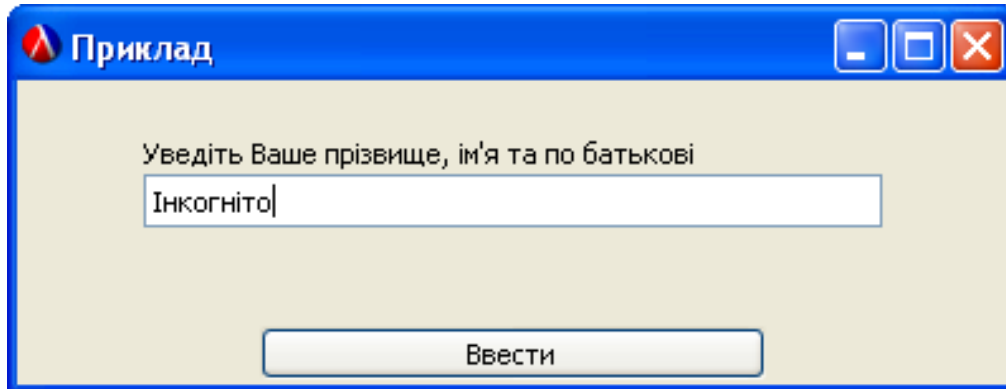 Приклад
Уведіть Ваше прізвище, ім'я та по батькові
Інкогніто
Ввести